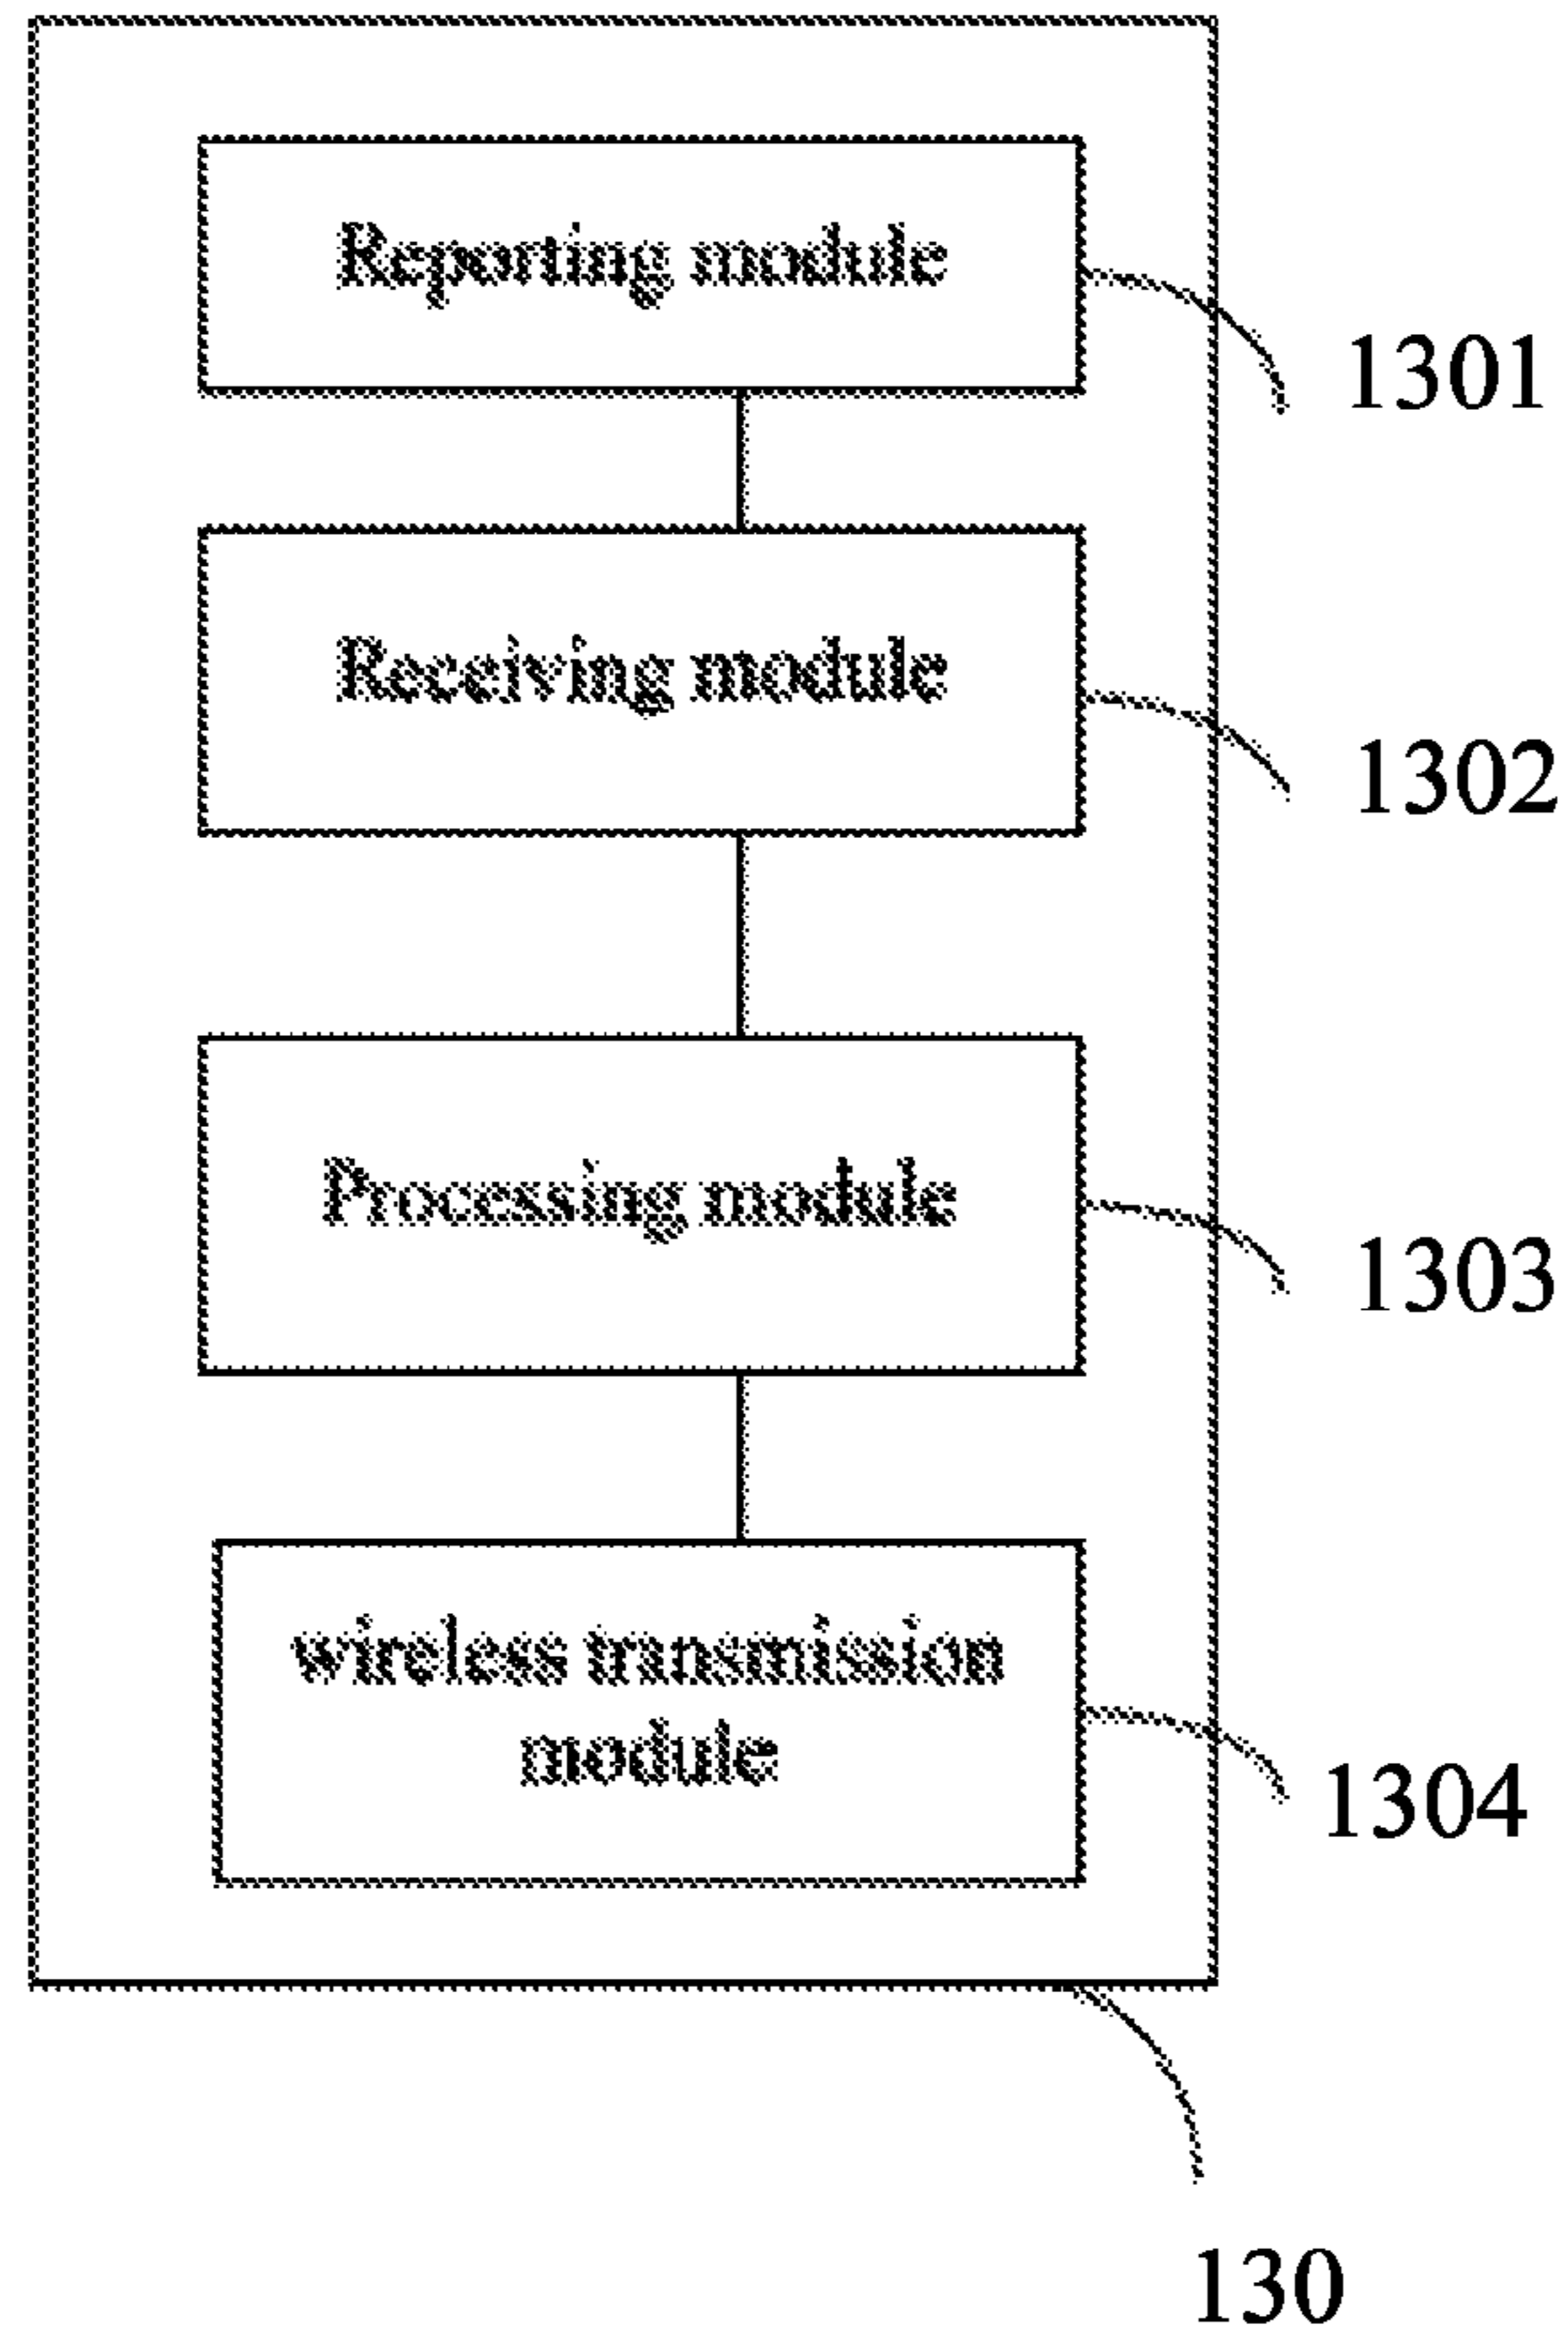 Reporting module
1301
Receiving module
1302
Processing module
1303
wireless transmission
module
1304
130